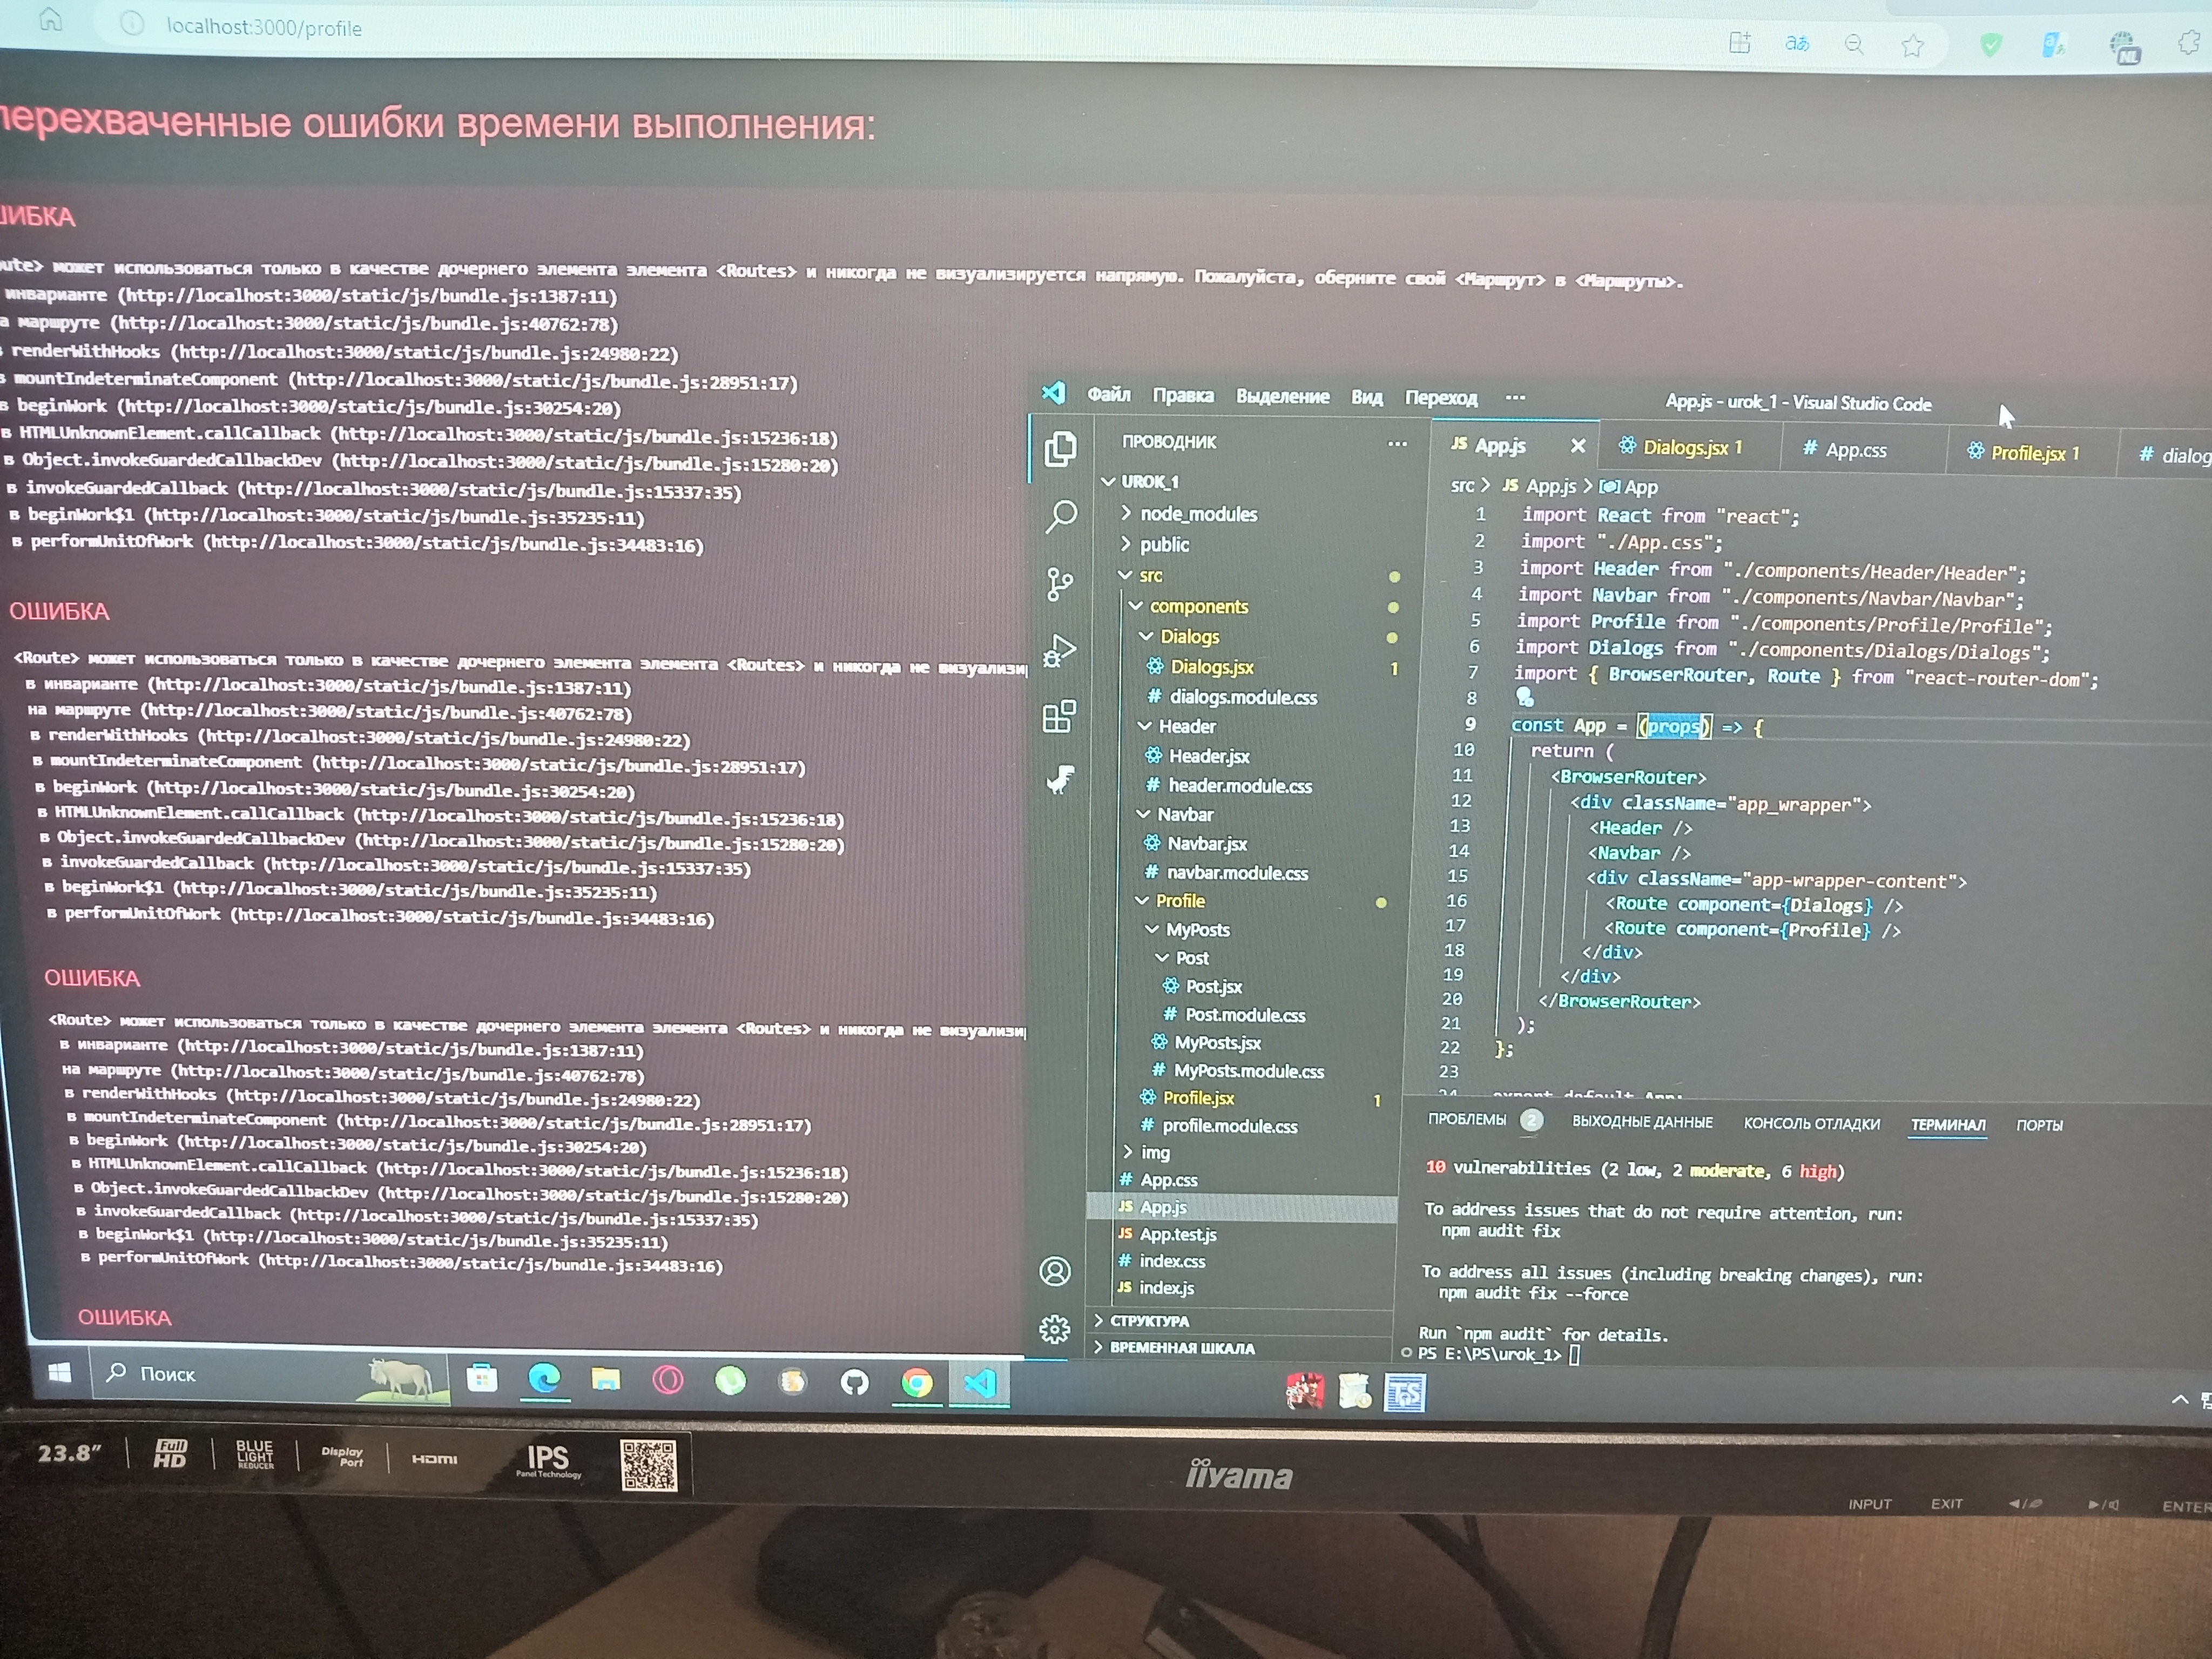 localhost:3000/profile
aあ
NL
перехваченные ошибки времени выполнения:
ШИБКА
ute> может использоваться только в качестве дочернего элемента элемента <Routes> и никогда не визуализируется напрямую. Пожалуйста, оберните свой <Маршрут> в <Маршруты>.
инварианте (http://localhost:3000/static/js/bundle.js:1387:11)
а маршруте (http://localhost:3000/static/js/bundle.js:40762:78)
в renderWithHooks (http://localhost:3000/static/js/bundle.js:24980:22)
в mountIndeterminateComponent (http://localhost:3000/static/js/bundle.js:28951:17)
в beginWork (http://localhost:3000/static/js/bundle.js:30254:20)
в HTMLUnknownElement.callCallback (http://localhost:3000/static/js/bundle.js:15236:18)
в Object.invokeGuardedCallbackDev (http://localhost:3000/static/js/bundle.js:15280:20)
в invokeGuardedCallback (http://localhost:3000/static/js/bundle.js:15337:35)
в beginWork$1 (http://localhost:3000/static/js/bundle.js:35235:11)
в performUnitOfWork (http://localhost:3000/static/js/bundle.js:34483:16)
ОШИБКА
<Route> может использоваться только в качестве дочернего элемента элемента <Routes> и никогда не визуализи
в инварианте (http://localhost:3000/static/js/bundle.js:1387:11)
на маршруте (http://localhost:3000/static/js/bundle.js:40762:78)
в renderWithHooks (http://localhost:3000/static/js/bundle.js:24980:22)
в mountIndeterminateComponent (http://localhost:3000/static/js/bundle.js:28951:17)
в beginWork (http://localhost:3000/static/js/bundle.js:30254:20)
в HTMLUnknownElement.callCallback (http://localhost:3000/static/js/bundle.js:15236:18)
в Object.invokeGuardedCallbackDev (http://localhost:3000/static/js/bundle.js:15280:20)
в invokeGuardedCallback (http://localhost:3000/static/js/bundle.js:15337:35)
в beginWork$1 (http://localhost:3000/static/js/bundle.js:35235:11)
в performUnitOfWork (http://localhost:3000/static/js/bundle.js:34483:16)
ОШИБКА
<Route> может использоваться только в качестве дочернего элемента элемента <Routes> и никогда не визуализи
в инварианте (http://localhost:3000/static/js/bundle.js:1387:11)
на маршруте (http://localhost:3000/static/js/bundle.js:40762:78)
в renderWithHooks (http://localhost:3000/static/js/bundle.js:24980:22)
в mountIndeterminateComponent (http://localhost:3000/static/js/bundle.js:28951:17)
в beginWork (http://localhost:3000/static/js/bundle.js:30254:20)
в HTMLUnknownElement.callCallback (http://localhost:3000/static/js/bundle.js:15236:18)
в Object.invokeGuardedCallbackDev (http://localhost:3000/static/js/bundle.js:15280:20)
в invokeGuardedCallback (http://localhost:3000/static/js/bundle.js:15337:35)
в beginWork$1 (http://localhost:3000/static/js/bundle.js:35235:11)
в performUnitOfWork (http://localhost:3000/static/js/bundle.js:34483:16)
ОШИБКА
Файл Правка Выделение Вид Переход ··· App.js - urok_1 - Visual Studio Code
ПРОВОДНИК ···
UROK_1
node_modules
public
src
components
Dialogs
Dialogs.jsx 1
# dialogs.module.css
Header
Header.jsx
# header.module.css
Navbar
Navbar.jsx
# navbar.module.css
Profile
MyPosts
Post
Post.jsx
# Post.module.css
MyPosts.jsx
# MyPosts.module.css
Profile.jsx 1
# profile.module.css
img
# App.css
JS App.js
JS App.test.js
# index.css
JS index.js
СТРУКТУРА
ВРЕМЕННАЯ ШКАЛА
JS App.js Dialogs.jsx 1 # App.css Profile.jsx 1 # dialog
src > JS App.js > App
1 import React from "react";
2 import "./App.css";
3 import Header from "./components/Header/Header";
4 import Navbar from "./components/Navbar/Navbar";
5 import Profile from "./components/Profile/Profile";
6 import Dialogs from "./components/Dialogs/Dialogs";
7 import { BrowserRouter, Route } from "react-router-dom";
8
9 const App = (props) => {
10 return (
11 <BrowserRouter>
12 <div className="app_wrapper">
13 <Header />
14 <Navbar />
15 <div className="app-wrapper-content">
16 <Route component={Dialogs} />
17 <Route component={Profile} />
18 </div>
19 </div>
20 </BrowserRouter>
21 );
22 };
23
24 export default App;
ПРОБЛЕМЫ 2 ВЫХОДНЫЕ ДАННЫЕ КОНСОЛЬ ОТЛАДКИ ТЕРМИНАЛ ПОРТЫ
10 vulnerabilities (2 low, 2 moderate, 6 high)
To address issues that do not require attention, run:
npm audit fix
To address all issues (including breaking changes), run:
npm audit fix --force
Run `npm audit` for details.
PS E:\PS\urok_1>
Поиск
23.8" Full HD BLUE LIGHT REDUCER Display Port HDMI IPS Panel Technology
iiyama
INPUT EXIT ENTER